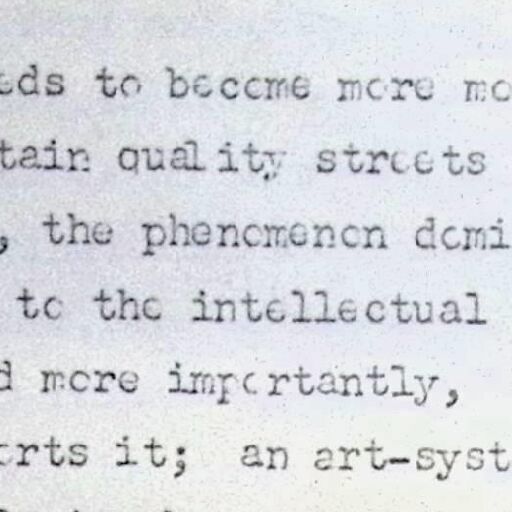 eds to become more mo
tain quality streets
, the phenomenon domi
to the intellectual
d more importantly,
erts it; an art-syst